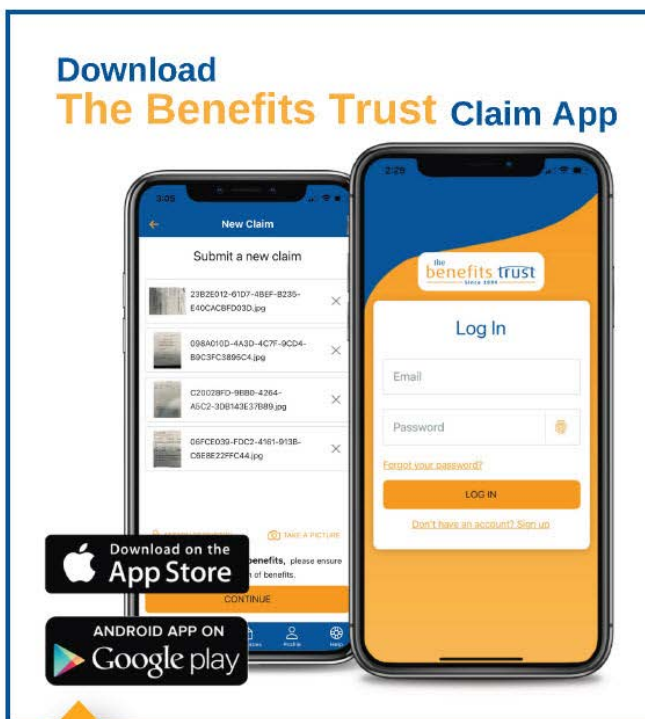 Download
The Benefits Trust Claim App
3:05
New Claim
Submit a new claim
23B2E012-61D7-4BEF-B235-
E40CACBFD03D.jpg
098A010D-4A3D-4C7F-9CD4-
B9C3FC3896C4.jpg
C20028FD-9BB0-4264-
A5C2-3DB143E37B89.jpg
06FCE039-FDC2-4161-913B-
C6E8E22FFC44.jpg
TAKE A PICTURE
benefits, please ensure
of benefits.
CONTINUE
Profile
Help
2:29
the
benefits trust
Since 1994
Log In
Email
Password
Forgot your password?
LOG IN
Don't have an account? Sign up
Download on the
App Store
ANDROID APP ON
Google play